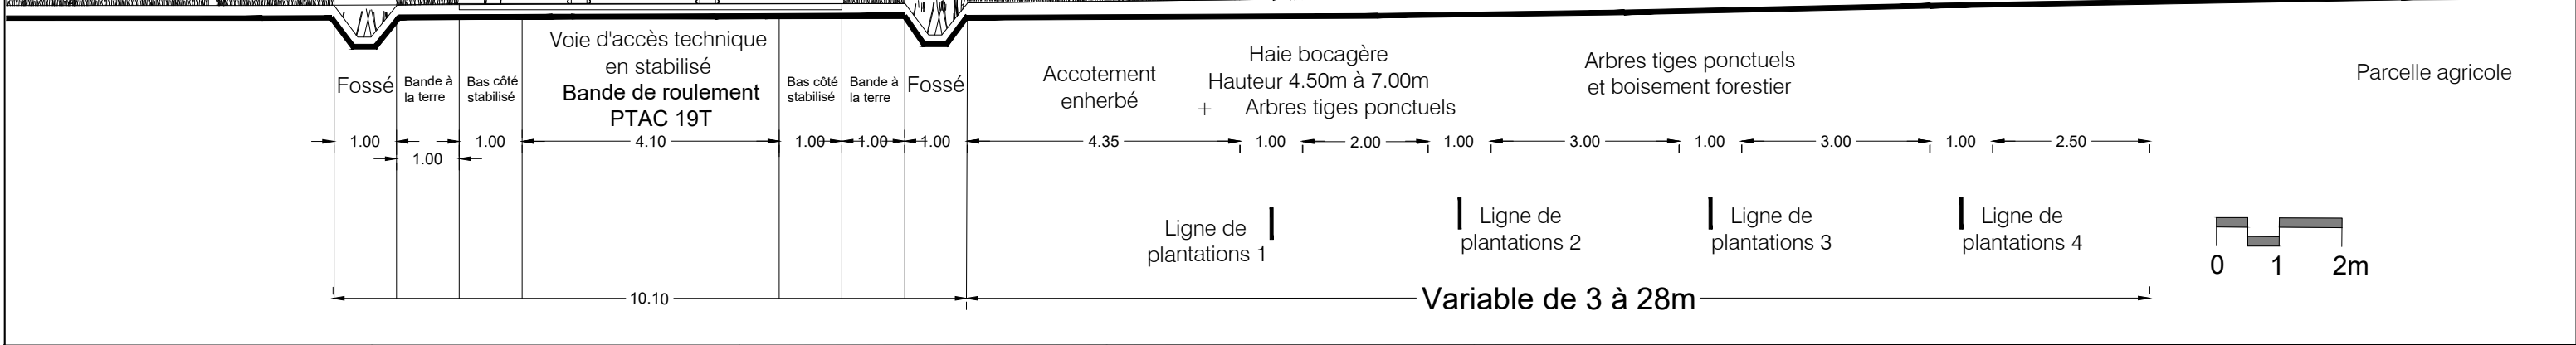 Voie d'accès technique
en stabilisé
Bande de roulement
PTAC 19T
Fossé
Bande à
la terre
Bas côté
stabilisé
Bas côté
stabilisé
Bande à
la terre
Fossé
Accotement
enherbé
Haie bocagère
Hauteur 4.50m à 7.00m
+ Arbres tiges ponctuels
Arbres tiges ponctuels
et boisement forestier
Parcelle agricole
1.00
1.00
1.00
4.10
1.00
1.00
1.00
4.35
1.00
2.00
1.00
3.00
1.00
3.00
1.00
2.50
Ligne de
plantations 1
Ligne de
plantations 2
Ligne de
plantations 3
Ligne de
plantations 4
0 1 2m
10.10
Variable de 3 à 28m